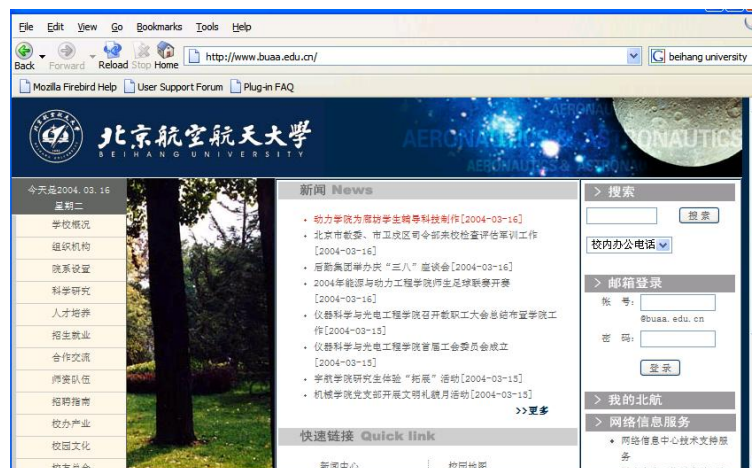 File Edit View Go Bookmarks Tools Help
Back Forward Reload Stop Home http://www.buaa.edu.cn/ beihang university
Mozilla Firebird Help User Support Forum Plug-in FAQ
北京航空航天大學
BEIHANG UNIVERSITY
AERONAUTICS & ASTRONAUTICS
今天是2004.03.16
星期二
学校概况
组织机构
院系设置
科学研究
人才培养
招生就业
合作交流
师资队伍
招聘指南
校办产业
校园文化
校友总会
新闻 News
动力学院为廊坊学生辅导科技制作[2004-03-16]
北京市教委、市卫戍区司令部来校检查评估军训工作
[2004-03-16]
后勤集团举办庆“三八”座谈会[2004-03-16]
2004年能源与动力工程学院师生足球联赛开赛
[2004-03-16]
仪器科学与光电工程学院召开教职工大会总结布置学院工
作[2004-03-15]
仪器科学与光电工程学院首届工会委员会成立
[2004-03-15]
宇航学院研究生体验“拓展”活动[2004-03-15]
机械学院党支部开展文明礼貌月活动[2004-03-15]
>>更多
快速链接 Quick link
新闻中心 校园地图
> 搜索
搜索
校内办公电话
> 邮箱登录
帐 号:
@buaa.edu.cn
密 码:
登录
> 我的北航
> 网络信息服务
网络信息中心技术支持服
务